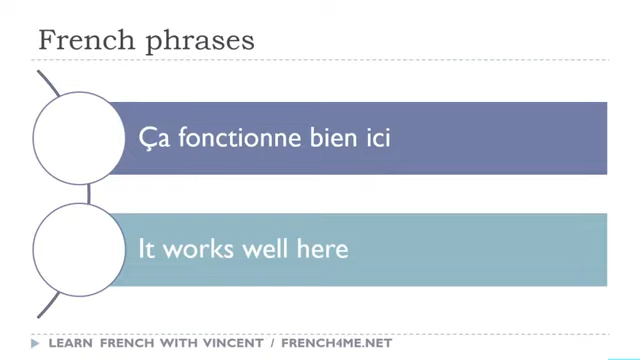 French phrases
Ça fonctionne bien ici
It works well here
LEARN FRENCH WITH VINCENT / FRENCH4ME.NET